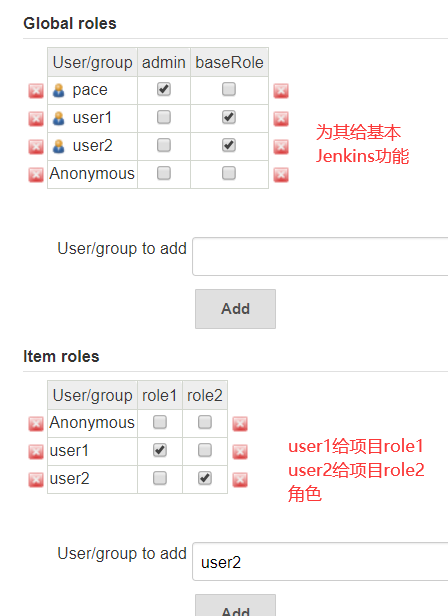 Global roles
User/group admin baseRole
pace
user1
user2
Anonymous
为其给基本
Jenkins功能
User/group to add
Add
Item roles
User/group role1 role2
Anonymous
user1
user2
user1给项目role1
user2给项目role2
角色
User/group to add user2
Add